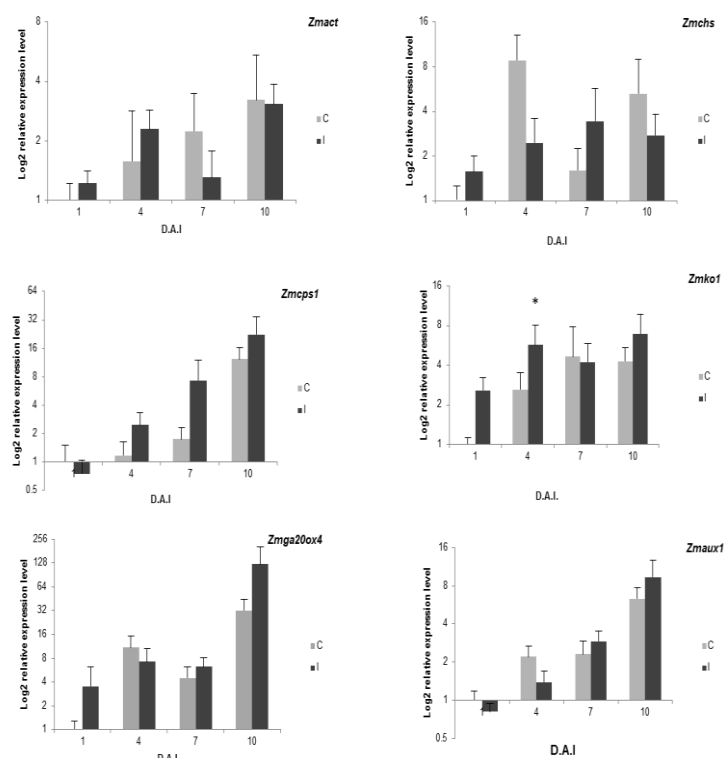 Zmact
Log2 relative expression level
8
4
2
1
1 4 7 10
D.A.I
C
I
Zmchs
Log2 relative expression level
16
8
4
2
1
1 4 7 10
D.A.I
C
I
Zmcps1
Log2 relative expression level
64
32
16
8
4
2
1
0.5
1 4 7 10
D.A.I
C
I
Zmko1
Log2 relative expression level
16
8
4
2
1
*
1 4 7 10
D.A.I.
C
I
Zmga20ox4
Log2 relative expression level
256
128
64
32
16
8
4
2
1
1 4 7 10
D.A.I
C
I
Zmaux1
Log2 relative expression level
16
8
4
2
1
0.5
1 4 7 10
D.A.I
C
I